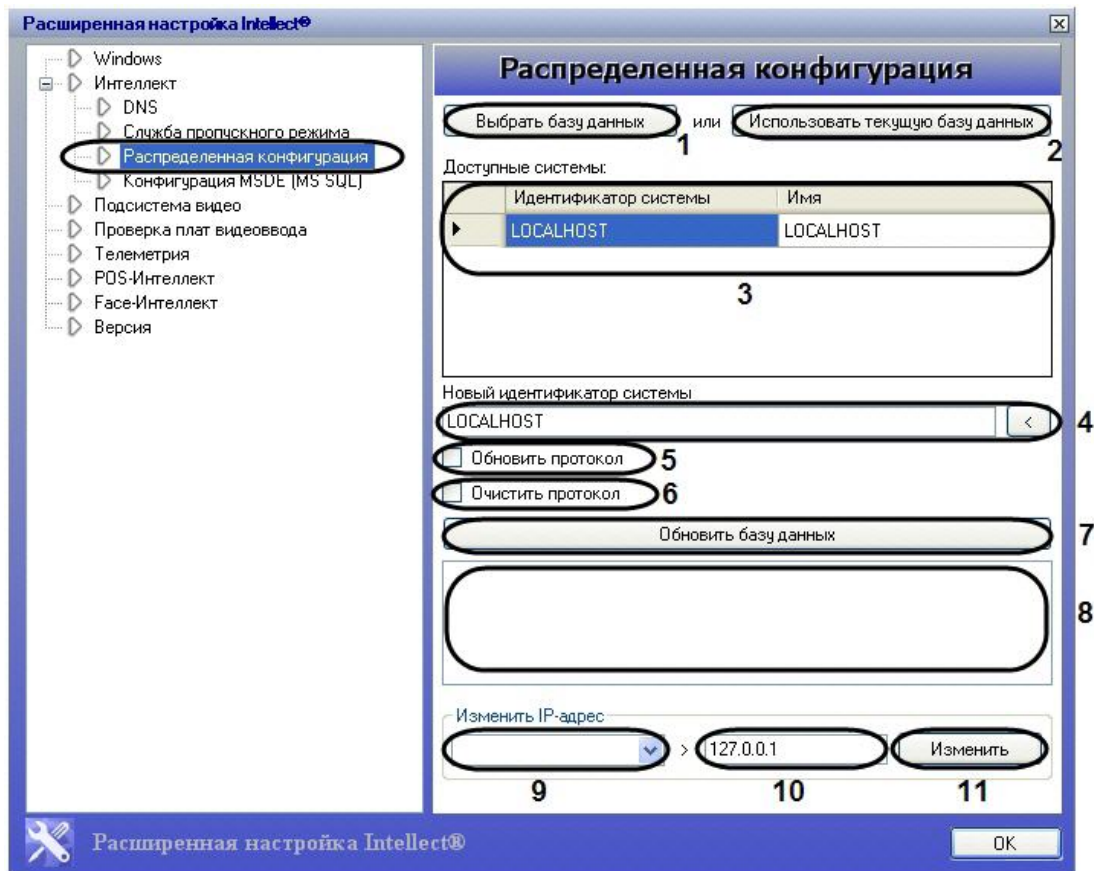 Расширенная настройка Intellect®
Windows
Интеллект
DNS
Служба пропускного режима
Распределенная конфигурация
Конфигурация MSDE (MS SQL)
Подсистема видео
Проверка плат видеоввода
Телеметрия
POS-Интеллект
Face-Интеллект
Версия
Распределенная конфигурация
Выбрать базу данных или Использовать текущую базу данных
1 2
Доступные системы:
Идентификатор системы Имя
LOCALHOST LOCALHOST
3
Новый идентификатор системы
LOCALHOST < 4
Обновить протокол 5
Очистить протокол 6
Обновить базу данных 7
8
Изменить IP-адрес
> 127.0.0.1 Изменить
9 10 11
Расширенная настройка Intellect®
OK